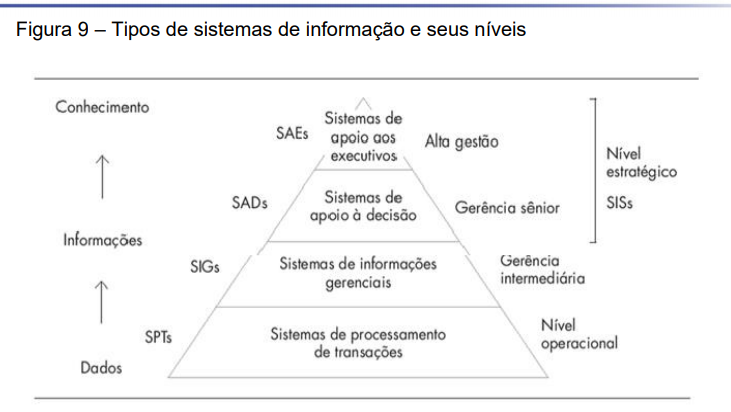 Figura 9 – Tipos de sistemas de informação e seus níveis
Conhecimento
SAEs
Sistemas de
apoio aos
executivos
Alta gestão
Nível
estratégico
SISs
SADs
Sistemas de
apoio à decisão
Gerência sênior
Informações
SIGs
Sistemas de informações
gerenciais
Gerência
intermediária
SPTs
Sistemas de processamento
de transações
Nível
operacional
Dados